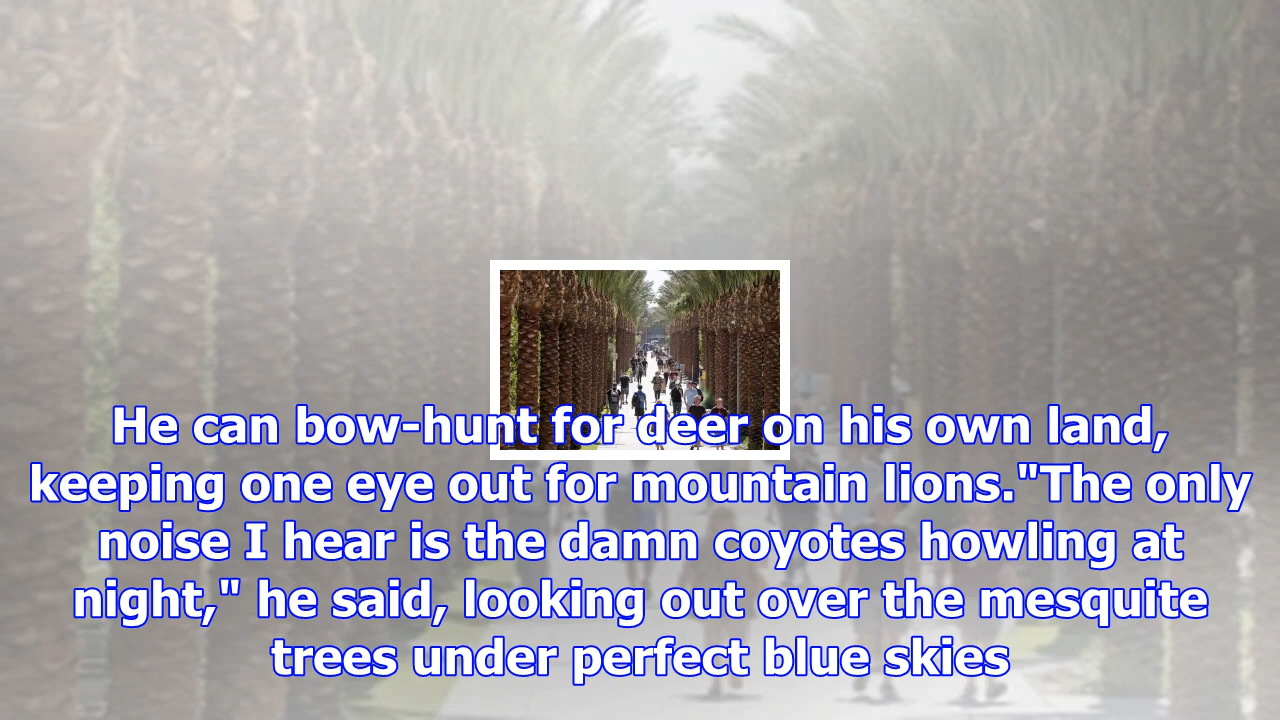 He can bow-hunt for deer on his own land,
keeping one eye out for mountain lions."The only
noise I hear is the damn coyotes howling at
night," he said, looking out over the mesquite
trees under perfect blue skies